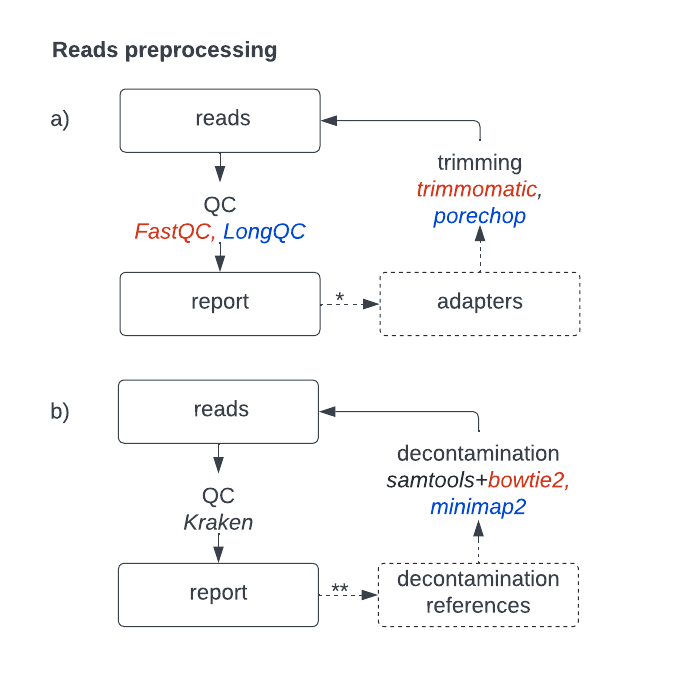 Reads preprocessing
a)
reads
QC
FastQC, LongQC
report
*
adapters
trimming
trimmomatic,
porechop
b)
reads
QC
Kraken
report
**
decontamination
references
decontamination
samtools+bowtie2,
minimap2